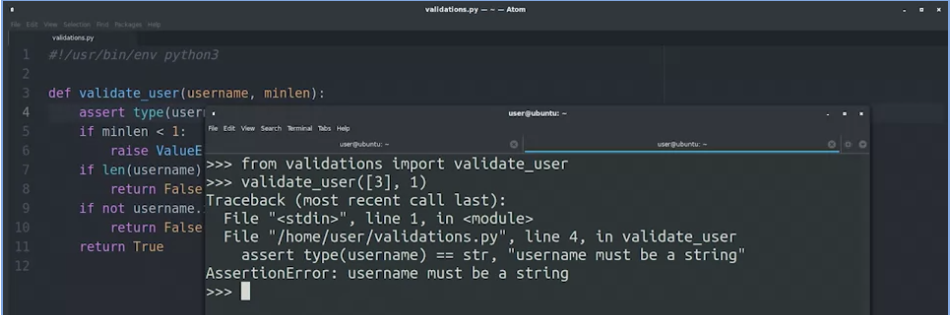 validations.py — ~ — Atom
File Edit View Selection Find Packages Help
validations.py
1 #!/usr/bin/env python3
2
3 def validate_user(username, minlen):
4 assert type(usern
5 if minlen < 1:
6 raise ValueE
7 if len(username)
8 return False
9 if not username.
10 return False
11 return True
12
user@ubuntu: ~
File Edit View Search Terminal Tabs Help
user@ubuntu: ~ user@ubuntu: ~
>>> from validations import validate_user
>>> validate_user([3], 1)
Traceback (most recent call last):
File "<stdin>", line 1, in <module>
File "/home/user/validations.py", line 4, in validate_user
assert type(username) == str, "username must be a string"
AssertionError: username must be a string
>>>